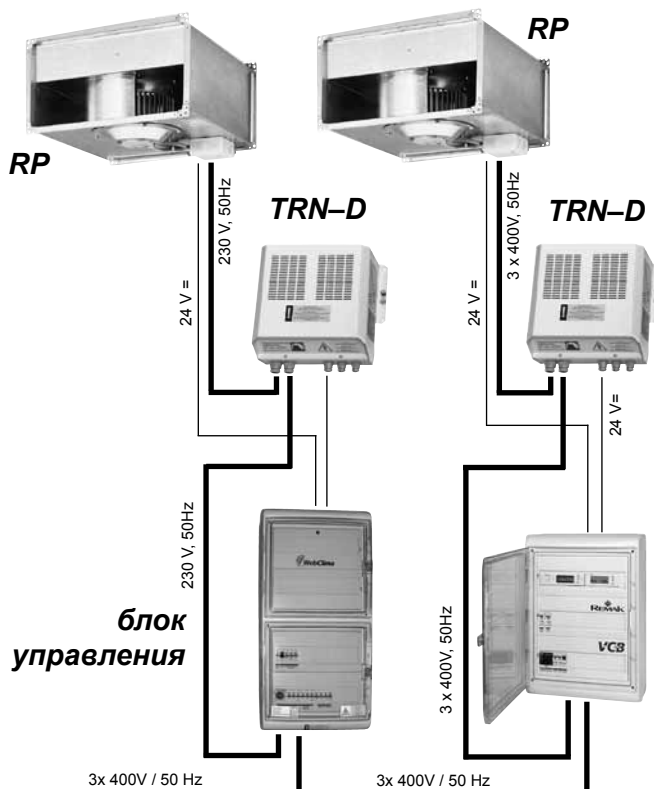 RP
RP
TRN–D
TRN–D
230 V, 50Hz
24 V =
3 x 400V, 50Hz
24 V =
24 V=
230 V, 50Hz
3 x 400V, 50Hz
WebClima
REMAK
VCB
блок
управления
3x 400V / 50 Hz
3x 400V / 50 Hz